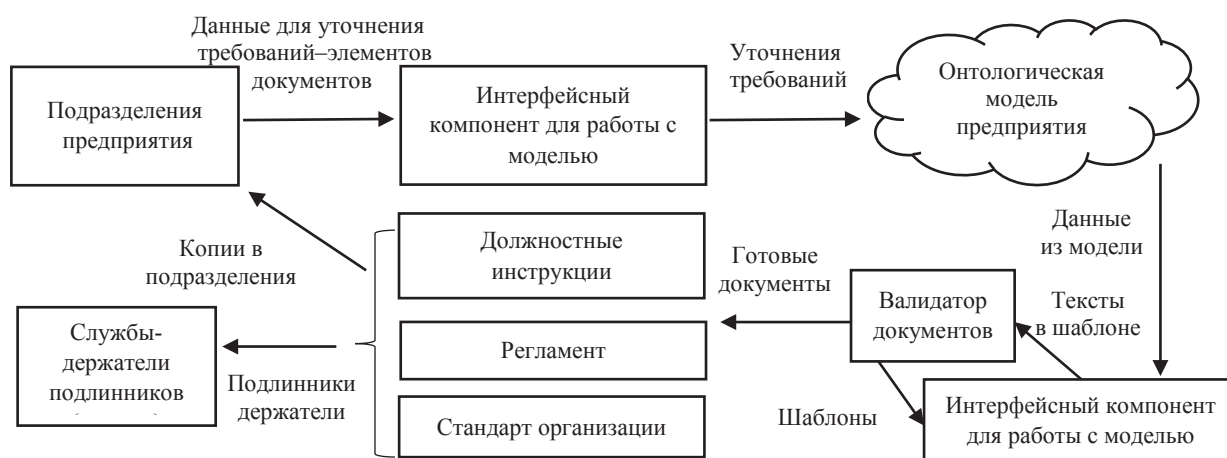 Данные для уточнения
требований–элементов
документов
Подразделения
предприятия
Интерфейсный
компонент для работы с
моделью
Уточнения
требований
Онтологическая
модель
предприятия
Копии в
подразделения
Должностные
инструкции
Готовые
документы
Данные
из модели
Валидатор
документов
Тексты
в шаблоне
Службы-
держатели
подлинников
Регламент
Подлинники
держатели
Стандарт организации
Шаблоны
Интерфейсный компонент
для работы с моделью